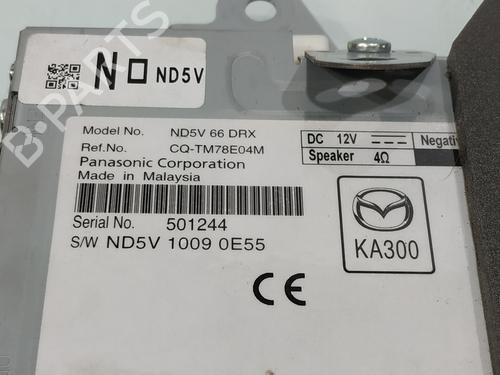 N ND5V
Model No. ND5V 66 DRX
Ref.No. CQ-TM78E04M
Panasonic Corporation
Made in Malaysia
Serial No. 501244
S/W ND5V 1009 0E55
DC 12V Negati
Speaker 4Ω
KA300
CE
B-PARTS